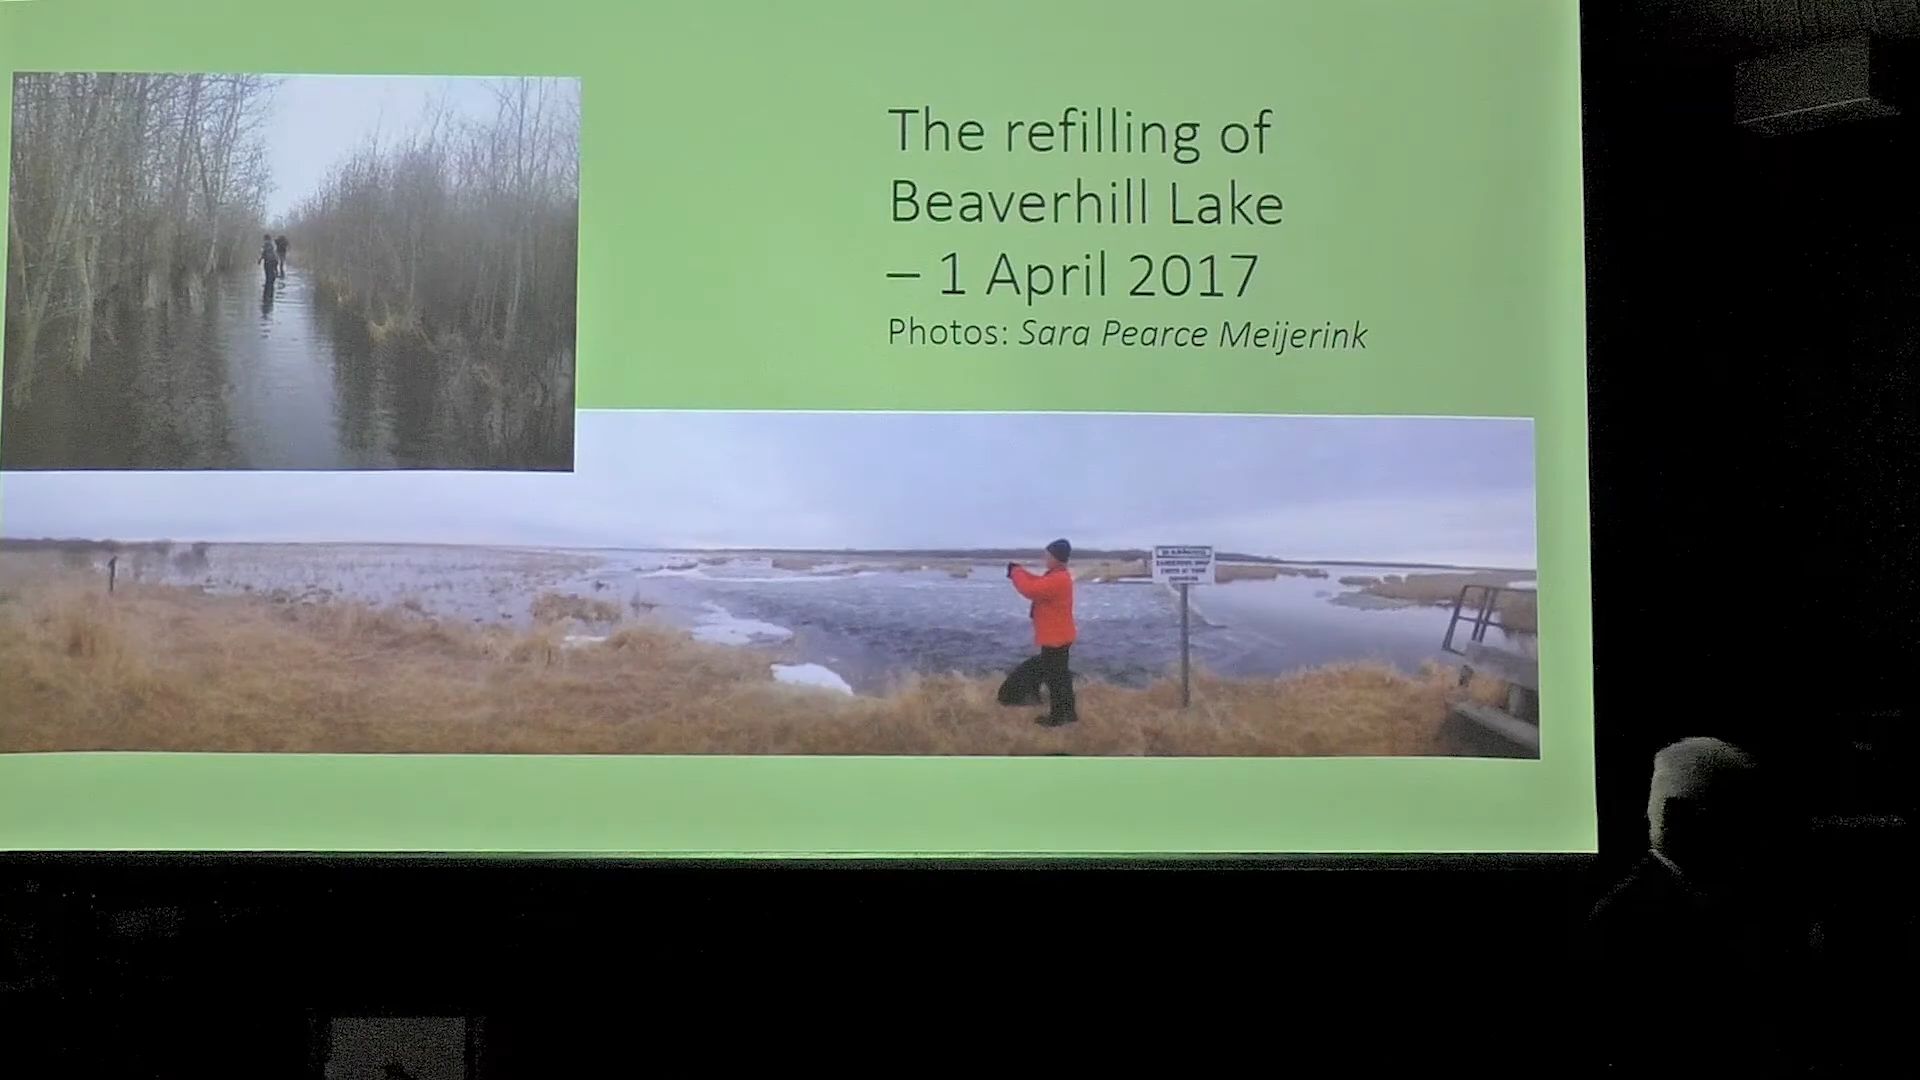 The refilling of
Beaverhill Lake
– 1 April 2017
Photos: Sara Pearce Meijerink